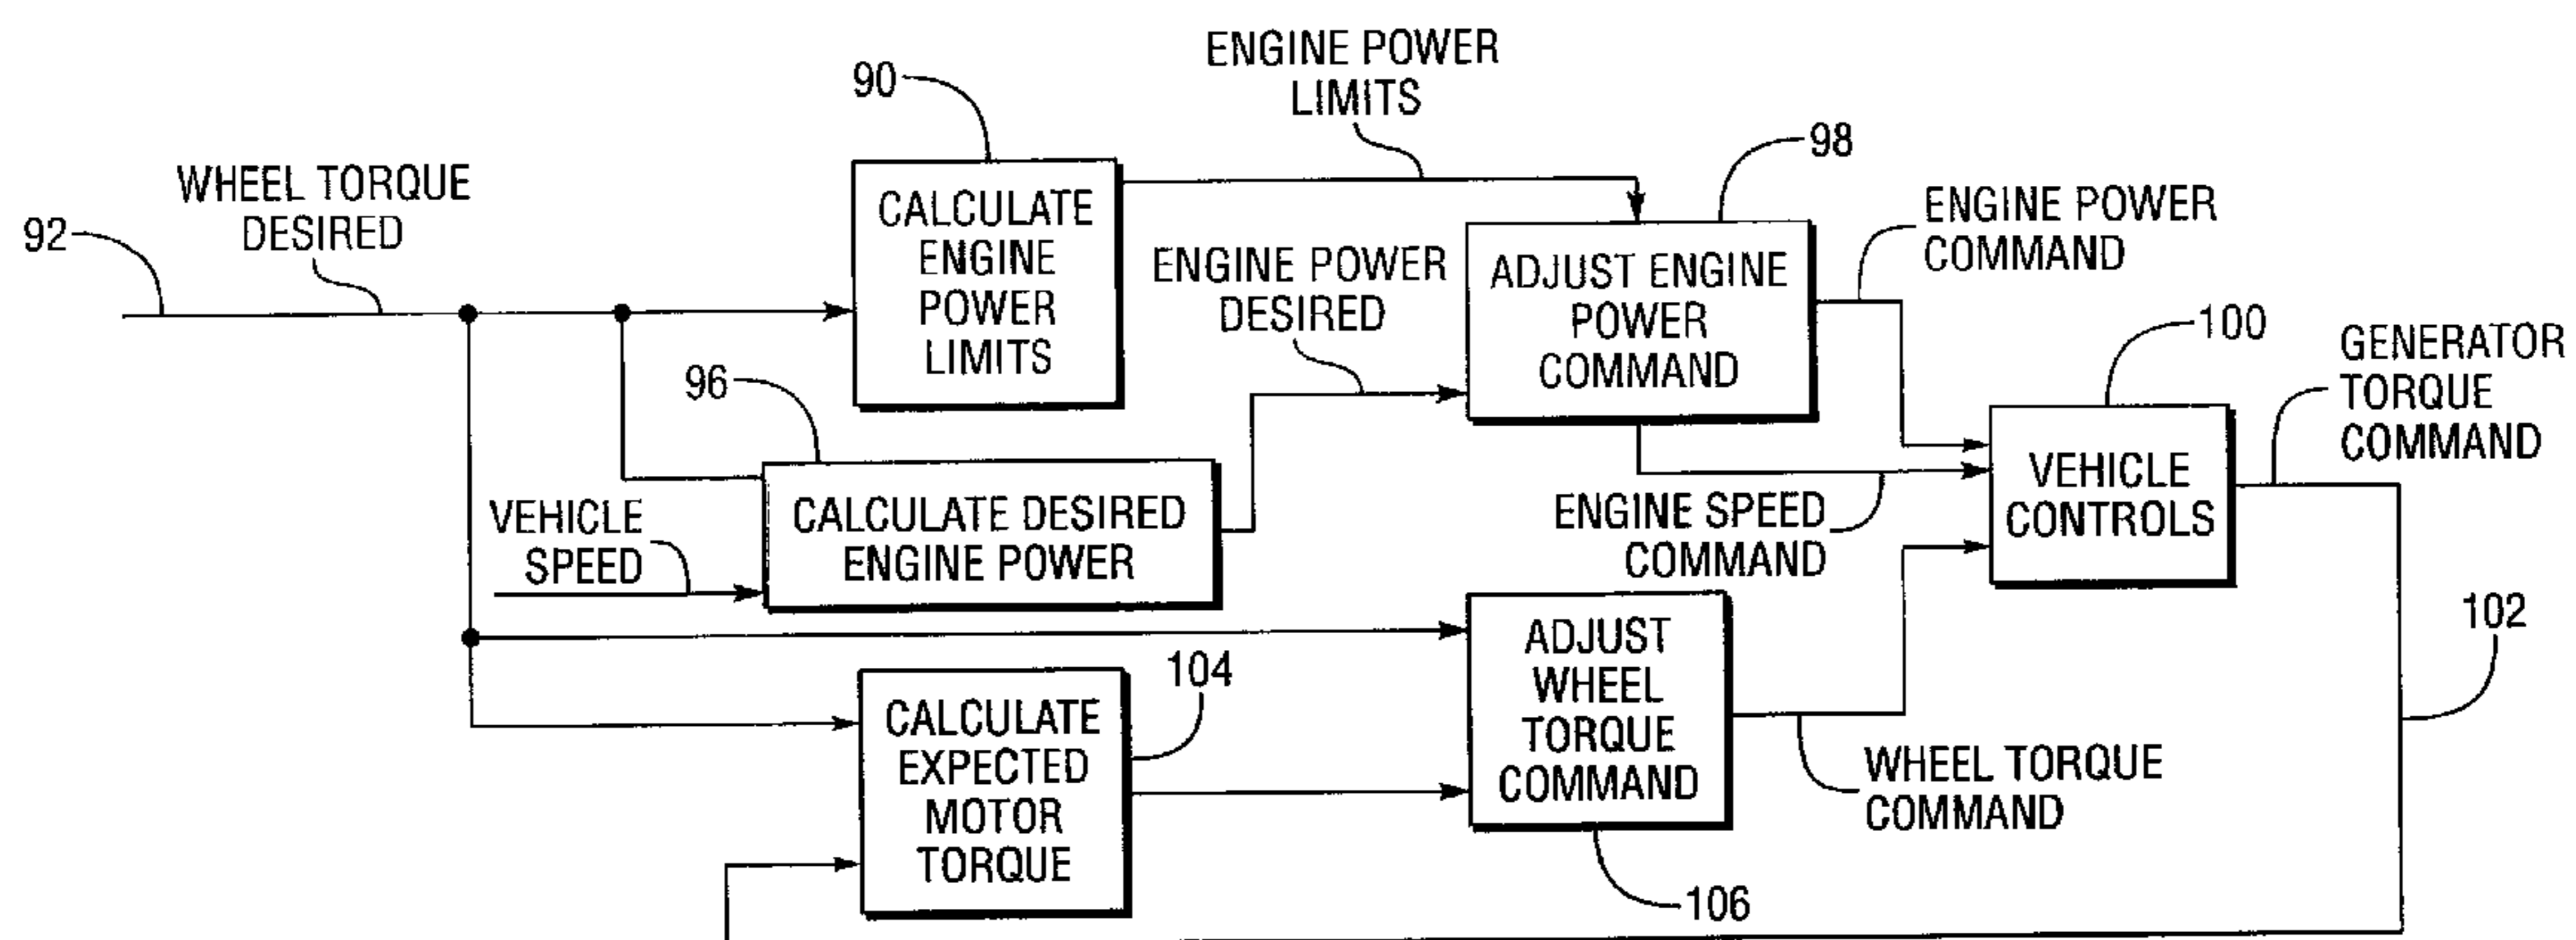 ENGINE POWER
LIMITS
90
98
WHEEL TORQUE
DESIRED
92
CALCULATE
ENGINE
POWER
LIMITS
ENGINE POWER
DESIRED
ADJUST ENGINE
POWER
COMMAND
ENGINE POWER
COMMAND
100
GENERATOR
TORQUE
COMMAND
96
VEHICLE
SPEED
CALCULATE DESIRED
ENGINE POWER
ENGINE SPEED
COMMAND
VEHICLE
CONTROLS
102
104
CALCULATE
EXPECTED
MOTOR
TORQUE
ADJUST
WHEEL
TORQUE
COMMAND
WHEEL TORQUE
COMMAND
106